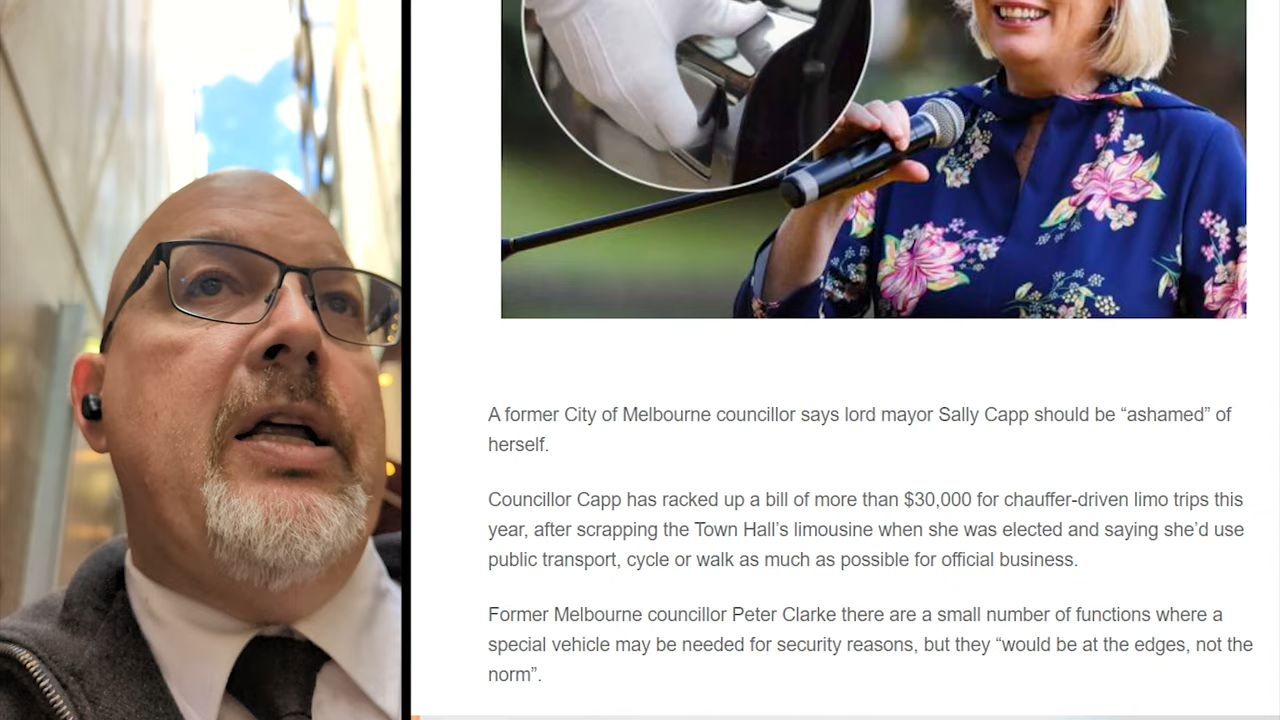 A former City of Melbourne councillor says lord mayor Sally Capp should be “ashamed” of
herself.
Councillor Capp has racked up a bill of more than $30,000 for chauffer-driven limo trips this
year, after scrapping the Town Hall’s limousine when she was elected and saying she’d use
public transport, cycle or walk as much as possible for official business.
Former Melbourne councillor Peter Clarke there are a small number of functions where a
special vehicle may be needed for security reasons, but they “would be at the edges, not the
norm”.